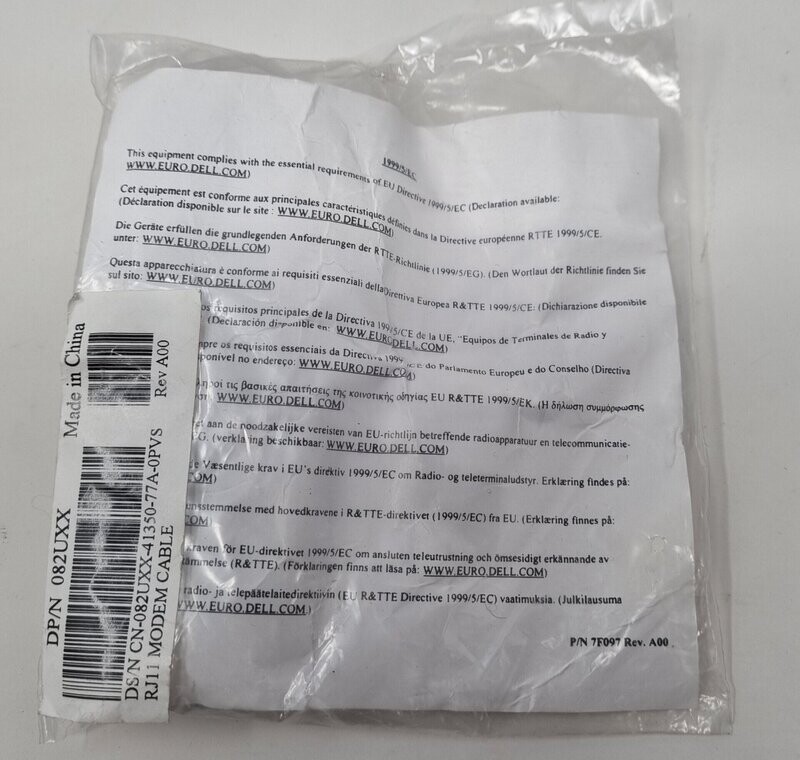 1999/5/EC
This equipment complies with the essential requirements of EU Directive 1999/5/EC (Declaration available:
WWW.EURO.DELL.COM)
Cet équipement est conforme aux principales caractéristiques définies dans la Directive européenne RTTE 1999/5/CE.
(Déclaration disponible sur le site : WWW.EURO.DELL.COM)
Die Geräte erfüllen die grundlegenden Anforderungen der RTTE-Richtlinie (1999/5/EG). (Den Wortlaut der Richtlinie finden Sie
unter: WWW.EURO.DELL.COM)
Questa apparecchiatura è conforme ai requisiti essenziali della Direttiva Europea R&TTE 1999/5/CE: (Dichiarazione disponibile
sul sito: WWW.EURO.DELL.COM)
os requisitos principales de la Directiva 1999/5/CE de la UE, "Equipos de Terminales de Radio y
(Declaración disponible en: WWW.EURO.DELL.COM)
pre os requisitos essenciais da Directiva 1999 do Parlamento Europeu e do Conselho (Directiva
ponível no endereço: WWW.EURO.DELL.COM)
ληροί τις βασικές απαιτήσεις της κοινοτικής οδηγίας EU R&TTE 1999/5/ΕΚ. (Η δήλωση συμμόρφωσης
WWW.EURO.DELL.COM)
et aan de noodzakelijke vereisten van EU-richtlijn betreffende radioapparatuur en telecommunicatie-
G. (verklaring beschikbaar: WWW.EURO.DELL.COM)
e Væsentlige krav i EU's direktiv 1999/5/EC om Radio- og teleterminaludstyr. Erklæring findes på:
COM)
nsstemmelse med hovedkravene i R&TTE-direktivet (1999/5/EC) fra EU. (Erklæring finnes på:
COM)
kraven för EU-direktivet 1999/5/EC om ansluten teleutrustning och ömsesidigt erkännande av
ämmelse (R&TTE). (Förklaringen finns att läsa på: WWW.EURO.DELL.COM)
radio- ja telepäätelaitedirektiivin (EU R&TTE Directive 1999/5/EC) vaatimuksia. (Julkilausuma
WWW.EURO.DELL.COM)
P/N 7F097 Rev. A00
DP/N 082UXX
Made in China
DS/N CN-082UXX-41350-77A-0PVS
Rev A00
RJ11 MODEM CABLE